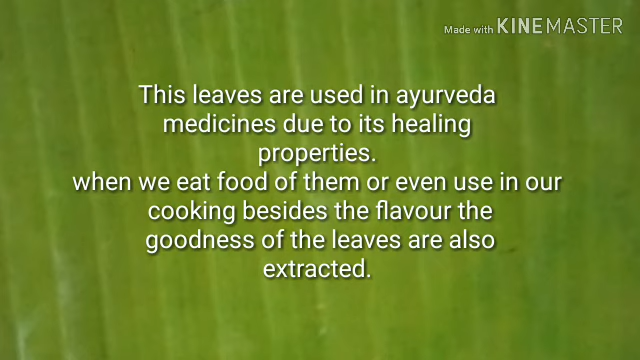 Made with KINEMASTER
This leaves are used in ayurveda
medicines due to its healing
properties.
when we eat food of them or even use in our
cooking besides the flavour the
goodness of the leaves are also
extracted.